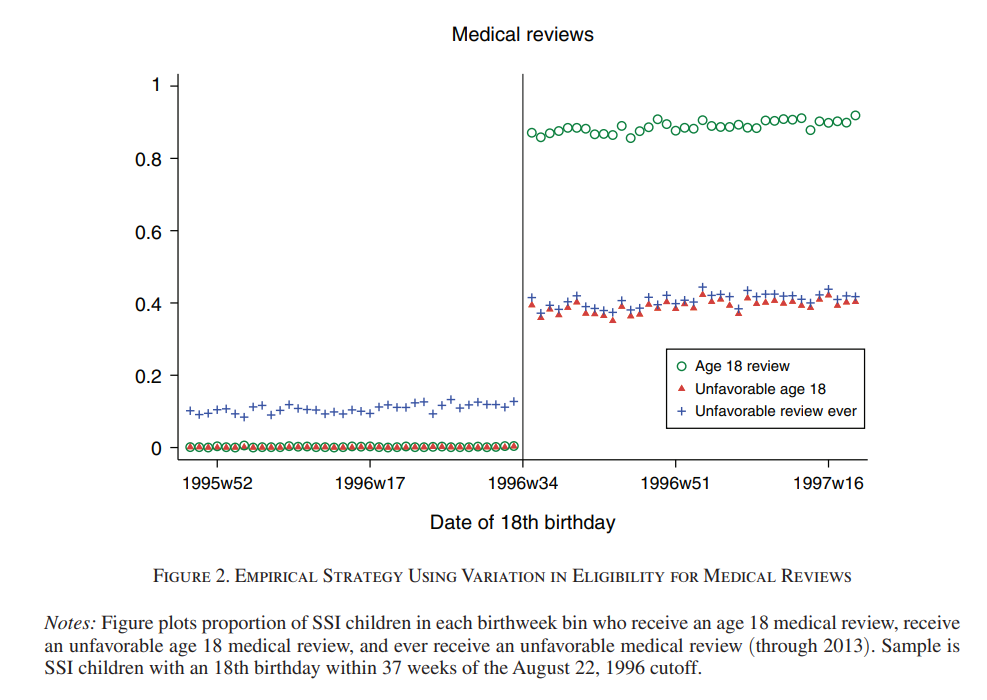 Medical reviews
1
0.8
0.6
0.4
0.2
0
1995w52 1996w17 1996w34 1996w51 1997w16
Age 18 review
Unfavorable age 18
Unfavorable review ever
Date of 18th birthday
Figure 2. Empirical Strategy Using Variation in Eligibility for Medical Reviews
Notes: Figure plots proportion of SSI children in each birthweek bin who receive an age 18 medical review, receive
an unfavorable age 18 medical review, and ever receive an unfavorable medical review (through 2013). Sample is
SSI children with an 18th birthday within 37 weeks of the August 22, 1996 cutoff.